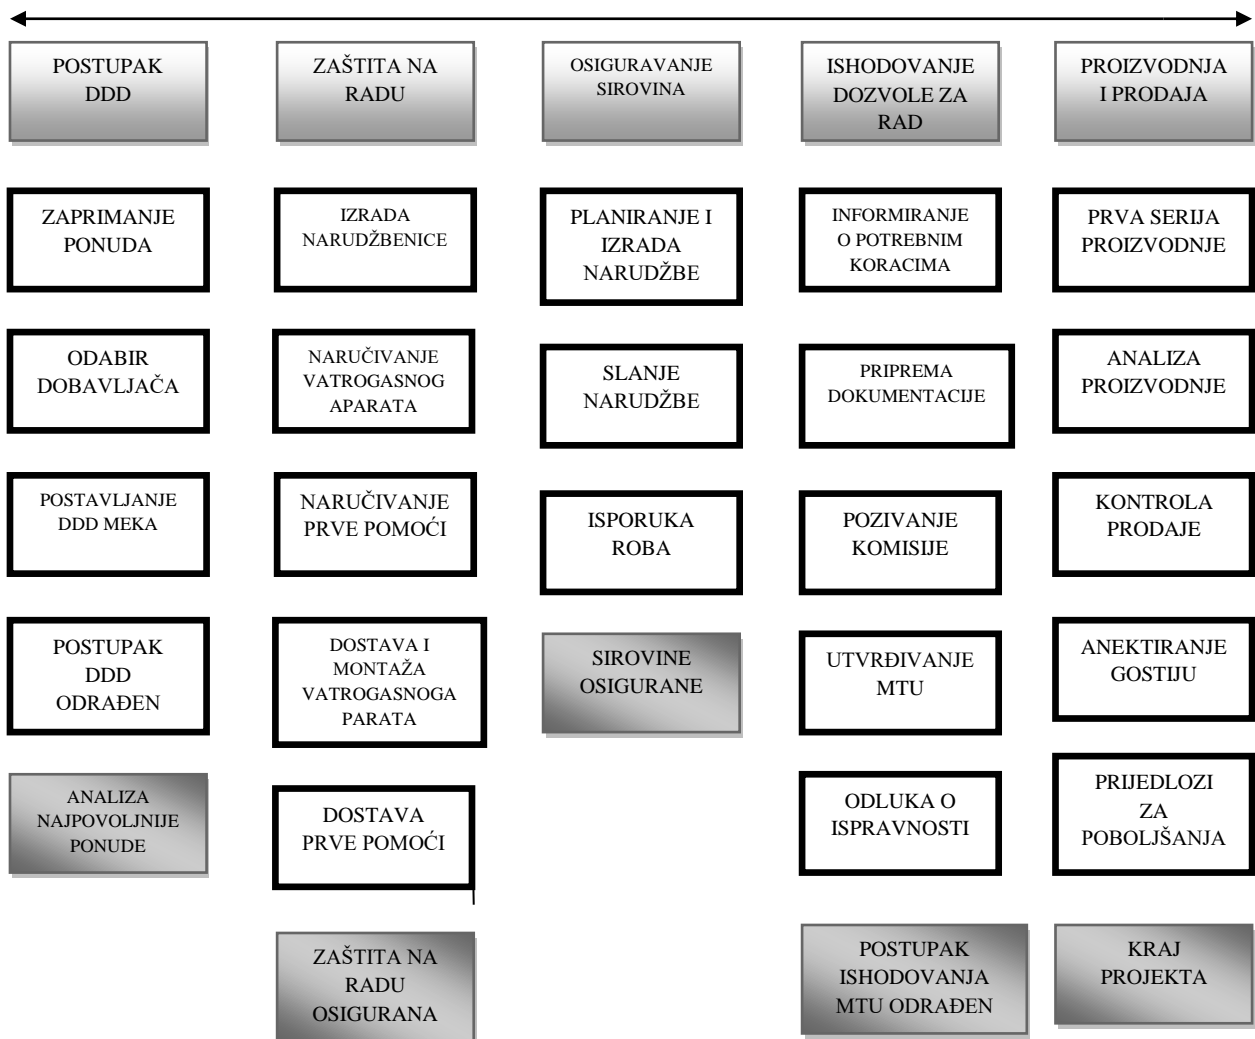 POSTUPAK
DDD
ZAŠTITA NA
RADU
OSIGURAVANJE
SIROVINA
ISHODOVANJE
DOZVOLE ZA
RAD
PROIZVODNJA
I PRODAJA
ZAPRIMANJE
PONUDA
IZRADA
NARUDŽBENICE
PLANIRANJE I
IZRADA
NARUDŽBE
INFORMIRANJE
O POTREBNIM
KORACIMA
PRVA SERIJA
PROIZVODNJE
ODABIR
DOBAVLJAČA
NARUČIVANJE
VATROGASNOG
APARATA
SLANJE
NARUDŽBE
PRIPREMA
DOKUMENTACIJE
ANALIZA
PROIZVODNJE
POSTAVLJANJE
DDD MEKA
NARUČIVANJE
PRVE POMOĆI
ISPORUKA
ROBA
POZIVANJE
KOMISIJE
KONTROLA
PRODAJE
POSTUPAK
DDD
ODRAĐEN
DOSTAVA I
MONTAŽA
VATROGASNOGA
PARATA
SIROVINE
OSIGURANE
UTVRĐIVANJE
MTU
ANEKTIRANJE
GOSTIJU
ANALIZA
NAJPOVOLJNIJE
PONUDE
DOSTAVA
PRVE POMOĆI
ODLUKA O
ISPRAVNOSTI
PRIJEDLOZI
ZA
POBOLJŠANJA
ZAŠTITA NA
RADU
OSIGURANA
POSTUPAK
ISHODOVANJA
MTU ODRAĐEN
KRAJ
PROJEKTA